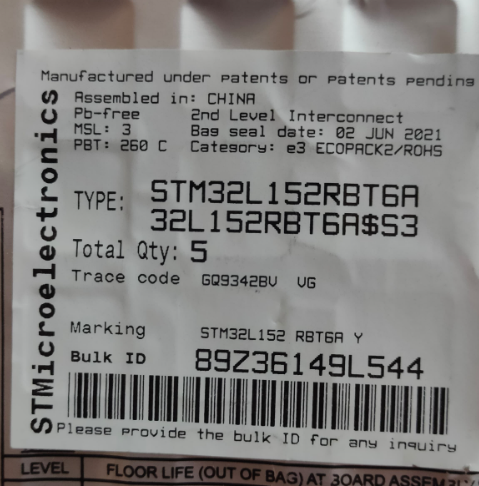 Manufactured under patents or patents pending
STMicroelectronics
Assembled in: CHINA
Pb-free 2nd Level Interconnect
MSL: 3 Bag seal date: 02 JUN 2021
PBT: 260 C Category: e3 ECOPACK2/ROHS
TYPE: STM32L152RBT6A
32L152RBT6A$S3
Total Qty: 5
Trace code GQ9342BV VG
Marking STM32L152 RBT6A Y
Bulk ID 89Z36149L544
Please provide the bulk ID for any inquiry
LEVEL FLOOR LIFE (OUT OF BAG) AT BOARD